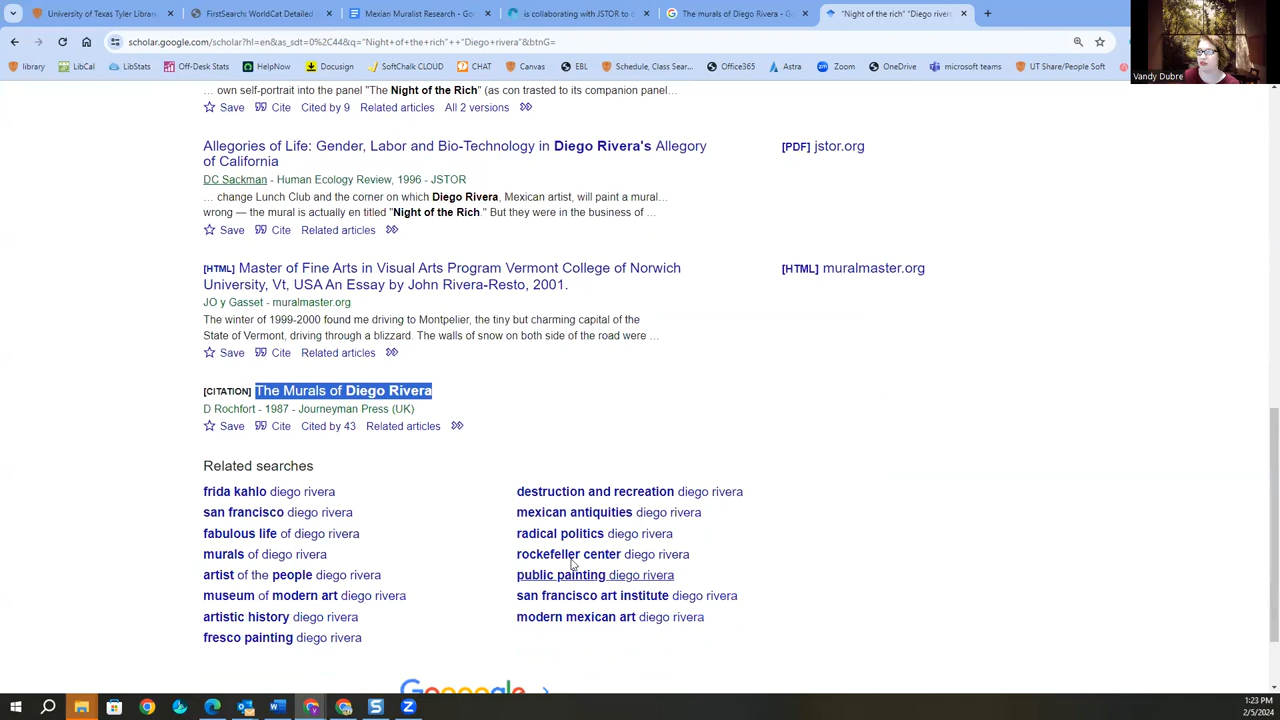 University of Texas Tyler Librari
FirstSearch: WorldCat Detailed
Mexian Muralist Research - Goo
is collaborating with JSTOR to e
The murals of Diego Rivera - Go
"Night of the rich" "Diego rivera
scholar.google.com/scholar?hl=en&as_sdt=0%2C44&q="Night+of+the+rich"++"Diego+rivera"&btnG=
library
LibCal
LibStats
Off-Desk Stats
HelpNow
Docusign
SoftChalk CLOUD
CHAT
Canvas
EBL
Schedule, Class Sear...
Office365
Astra
Zoom
OneDrive
microsoft teams
UT Share/People Soft
Vandy Dubre
... own self-portrait into the panel "The Night of the Rich" (as con trasted to its companion panel...
Save Cite Cited by 9 Related articles All 2 versions
Allegories of Life: Gender, Labor and Bio-Technology in Diego Rivera's Allegory
of California
[PDF] jstor.org
DC Sackman - Human Ecology Review, 1996 - JSTOR
... change Lunch Club and the corner on which Diego Rivera, Mexican artist, will paint a mural...
wrong — the mural is actually en titled "Night of the Rich." But they were in the business of ...
Save Cite Related articles
[HTML] Master of Fine Arts in Visual Arts Program Vermont College of Norwich
University, Vt, USA An Essay by John Rivera-Resto, 2001.
[HTML] muralmaster.org
JO y Gasset - muralmaster.org
The winter of 1999-2000 found me driving to Montpelier, the tiny but charming capital of the
State of Vermont, driving through a blizzard. The walls of snow on both side of the road were ...
Save Cite Related articles
[CITATION] The Murals of Diego Rivera
D Rochfort - 1987 - Journeyman Press (UK)
Save Cite Cited by 43 Related articles
Related searches
frida kahlo diego rivera
san francisco diego rivera
fabulous life of diego rivera
murals of diego rivera
artist of the people diego rivera
museum of modern art diego rivera
artistic history diego rivera
fresco painting diego rivera
destruction and recreation diego rivera
mexican antiquities diego rivera
radical politics diego rivera
rockefeller center diego rivera
public painting diego rivera
san francisco art institute diego rivera
modern mexican art diego rivera
1:23 PM
2/5/2024